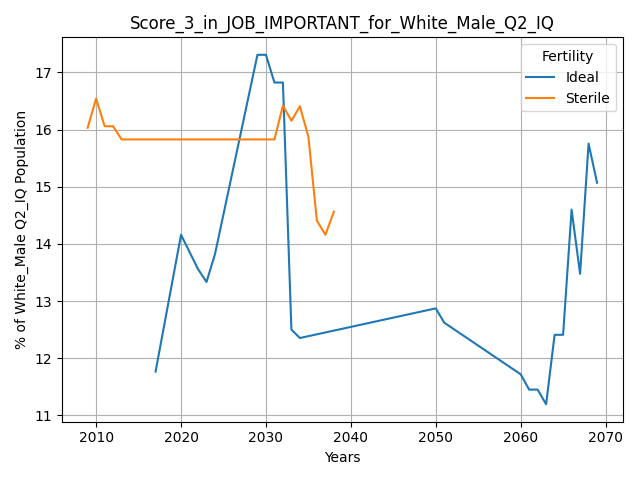 Score_3_in_JOB_IMPORTANT_for_White_Male_Q2_IQ
% of White_Male Q2_IQ Population
17
16
15
14
13
12
11
Fertility
Ideal
Sterile
2010 2020 2030 2040 2050 2060 2070
Years